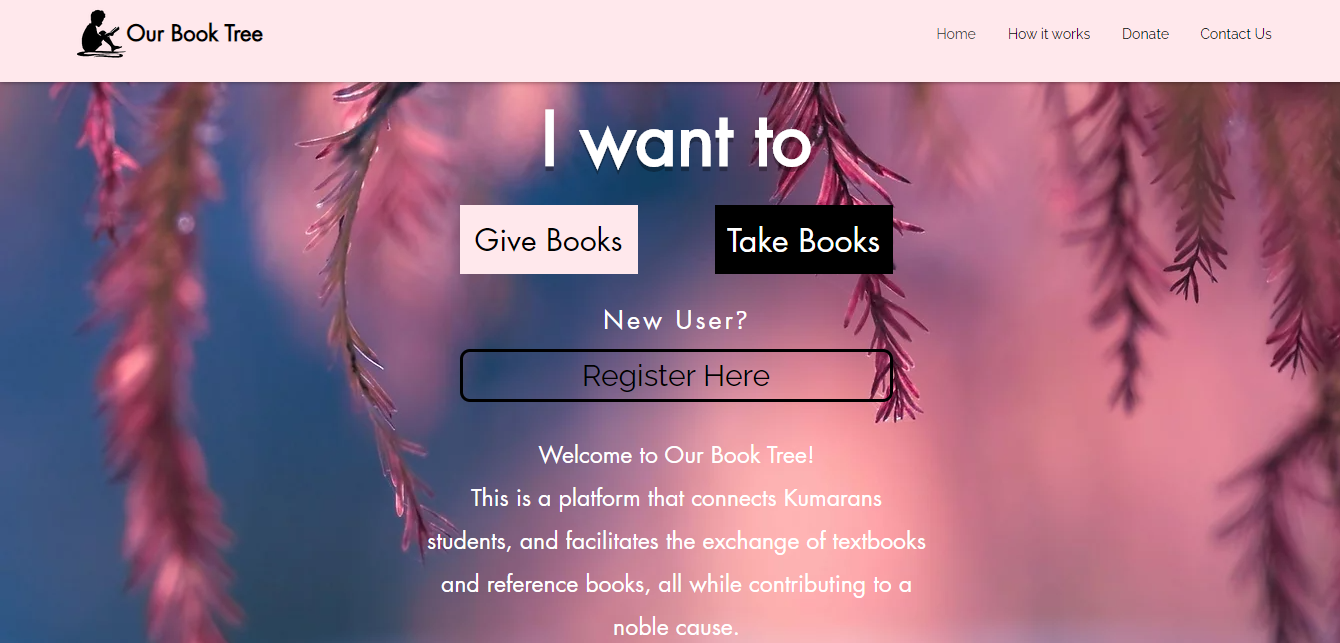 Our Book Tree
Home How it works Donate Contact Us
I want to
Give Books Take Books
New User?
Register Here
Welcome to Our Book Tree!
This is a platform that connects Kumarans
students, and facilitates the exchange of textbooks
and reference books, all while contributing to a
noble cause.